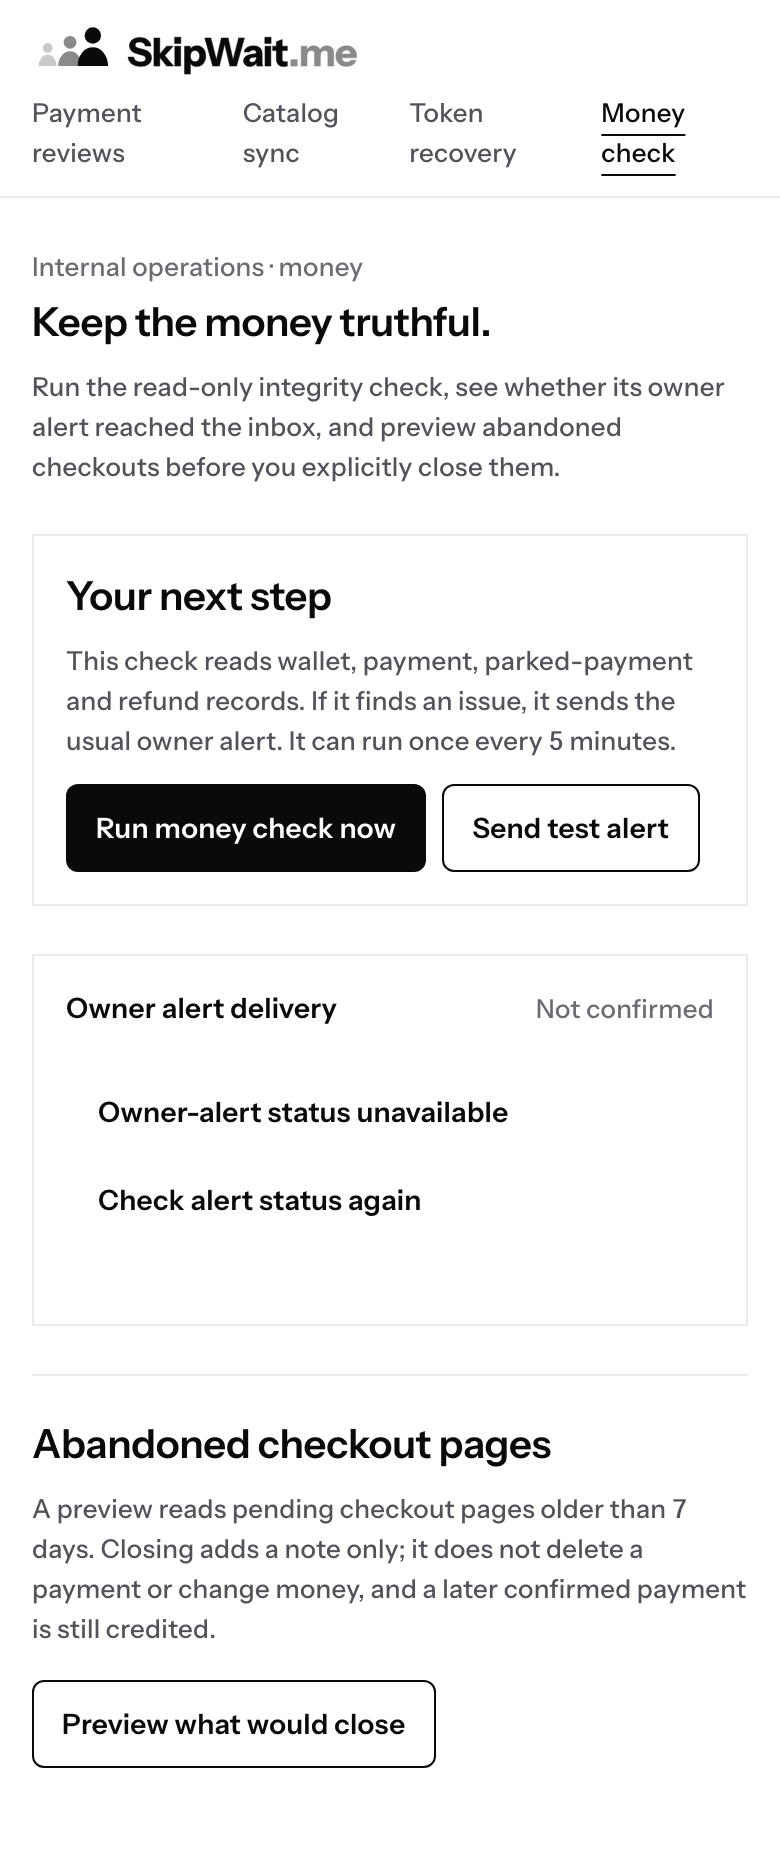 SkipWait.me
Payment reviews
Catalog sync
Token recovery
Money check
Internal operations · money
Keep the money truthful.
Run the read-only integrity check, see whether its owner
alert reached the inbox, and preview abandoned
checkouts before you explicitly close them.
Your next step
This check reads wallet, payment, parked-payment
and refund records. If it finds an issue, it sends the
usual owner alert. It can run once every 5 minutes.
Run money check now
Send test alert
Owner alert delivery
Not confirmed
Owner-alert status unavailable
Check alert status again
Abandoned checkout pages
A preview reads pending checkout pages older than 7
days. Closing adds a note only; it does not delete a
payment or change money, and a later confirmed payment
is still credited.
Preview what would close